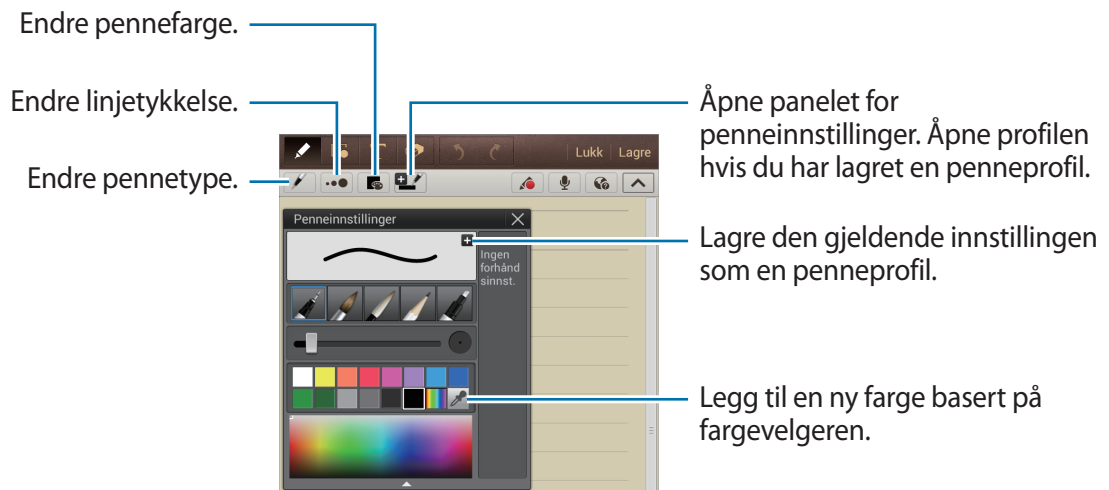 Endre pennefarge.
Endre linjetykkelse.
Endre pennetype.
Lukk
Lagre
Penneinnstillinger
Ingen
forhånd
sinnst.
Åpne panelet for
penneinnstillinger. Åpne profilen
hvis du har lagret en penneprofil.
Lagre den gjeldende innstillingen
som en penneprofil.
Legg til en ny farge basert på
fargevelgeren.